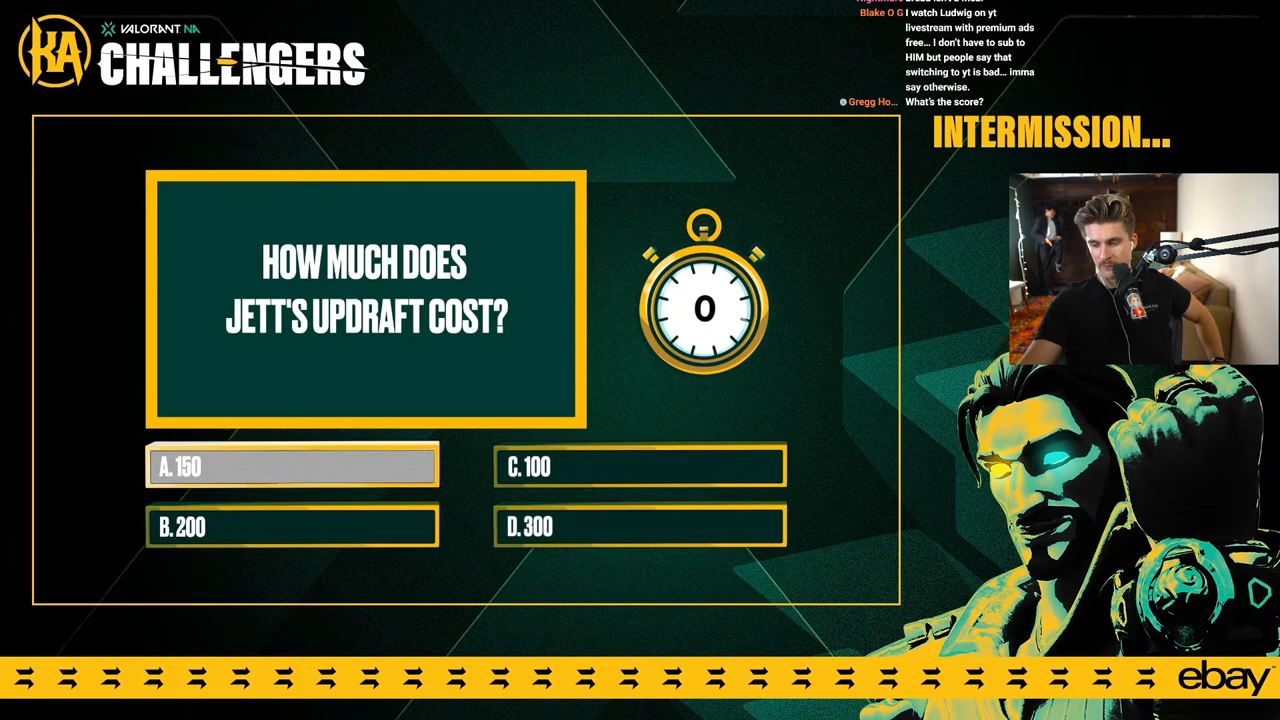 KA
VALORANT NA
CHALLENGERS
Blake O G I watch Ludwig on yt
livestream with premium ads
free... I don't have to sub to
HIM but people say that
switching to yt is bad... imma
say otherwise.
Gregg Ho... What's the score?
INTERMISSION...
HOW MUCH DOES
JETT'S UPDRAFT COST?
0
A. 150
C. 100
B. 200
D. 300
ebay